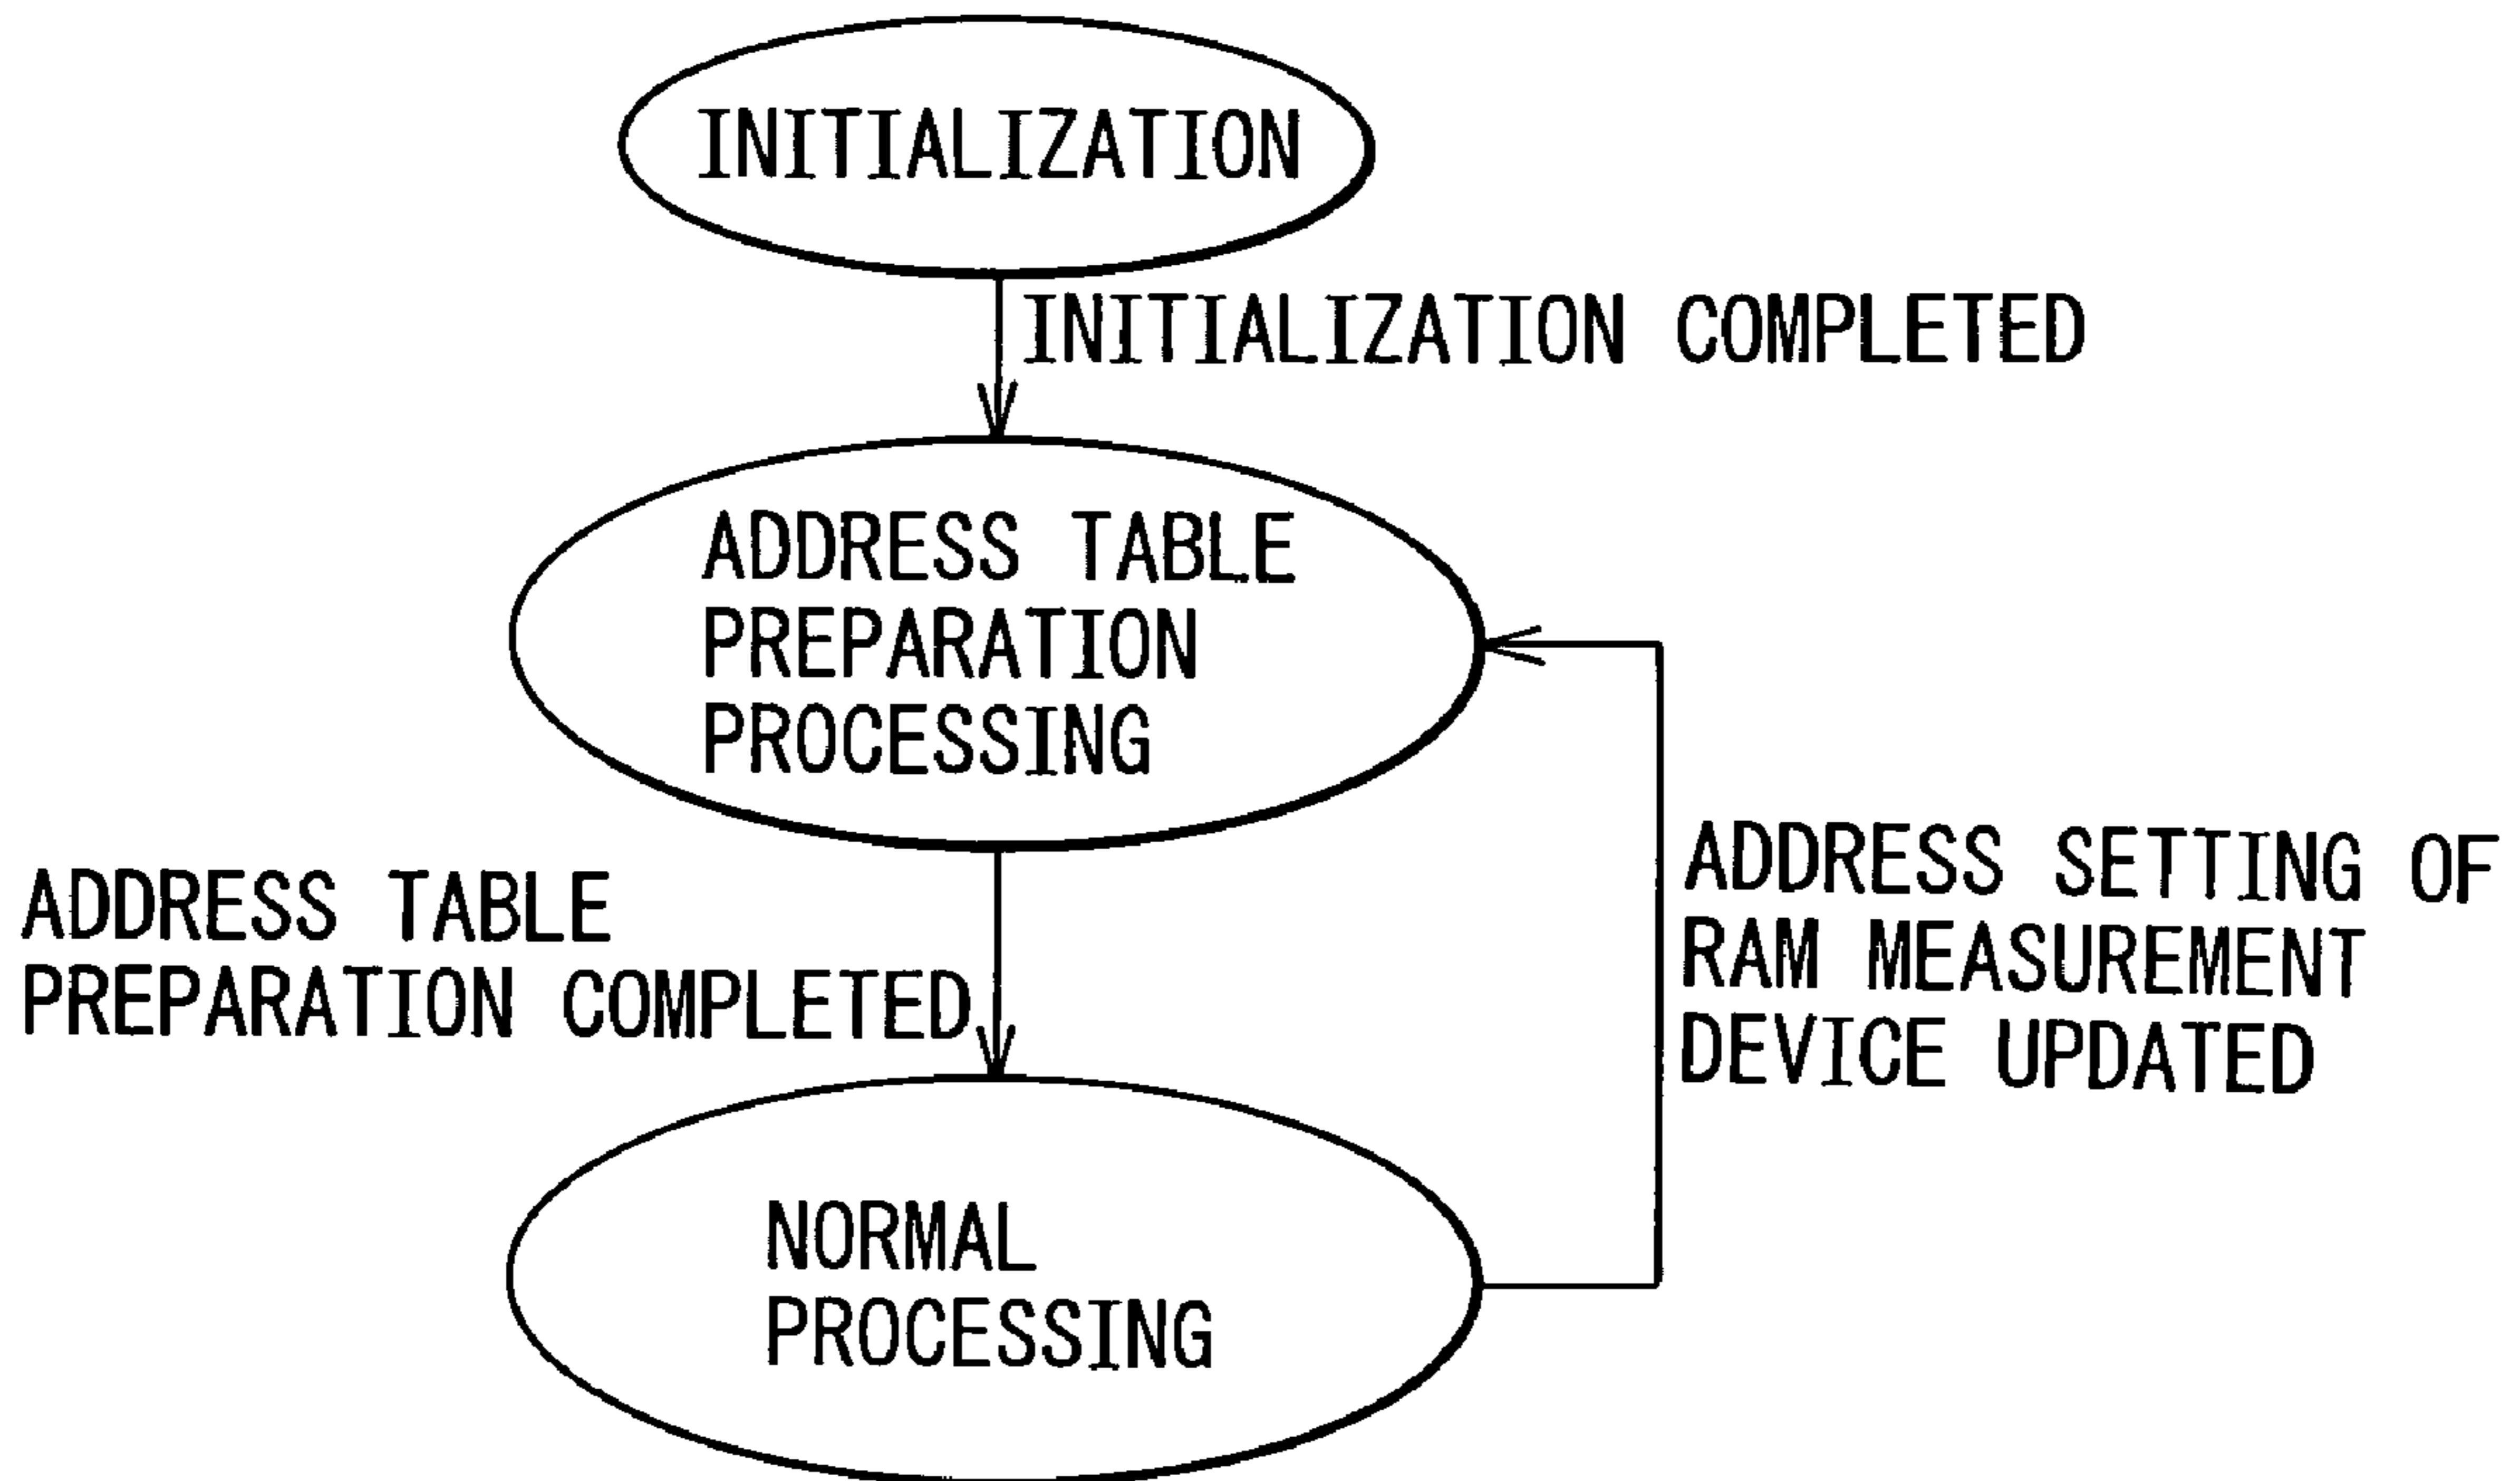 INITIALIZATION
INITIALIZATION COMPLETED
ADDRESS TABLE
PREPARATION
PROCESSING
ADDRESS TABLE
PREPARATION COMPLETED
ADDRESS SETTING OF
RAM MEASUREMENT
DEVICE UPDATED
NORMAL
PROCESSING